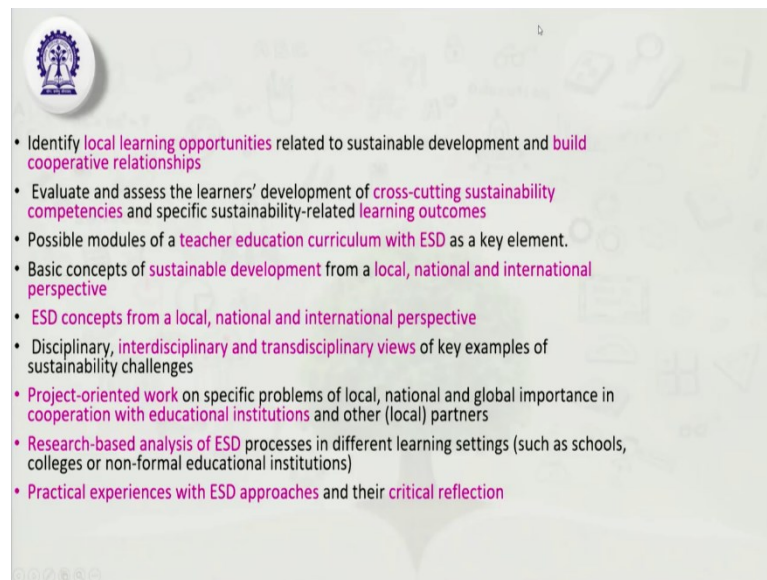 • Identify local learning opportunities related to sustainable development and build
cooperative relationships
• Evaluate and assess the learners' development of cross-cutting sustainability
competencies and specific sustainability-related learning outcomes
• Possible modules of a teacher education curriculum with ESD as a key element.
• Basic concepts of sustainable development from a local, national and international
perspective
• ESD concepts from a local, national and international perspective
• Disciplinary, interdisciplinary and transdisciplinary views of key examples of
sustainability challenges
• Project-oriented work on specific problems of local, national and global importance in
cooperation with educational institutions and other (local) partners
• Research-based analysis of ESD processes in different learning settings (such as schools,
colleges or non-formal educational institutions)
• Practical experiences with ESD approaches and their critical reflection